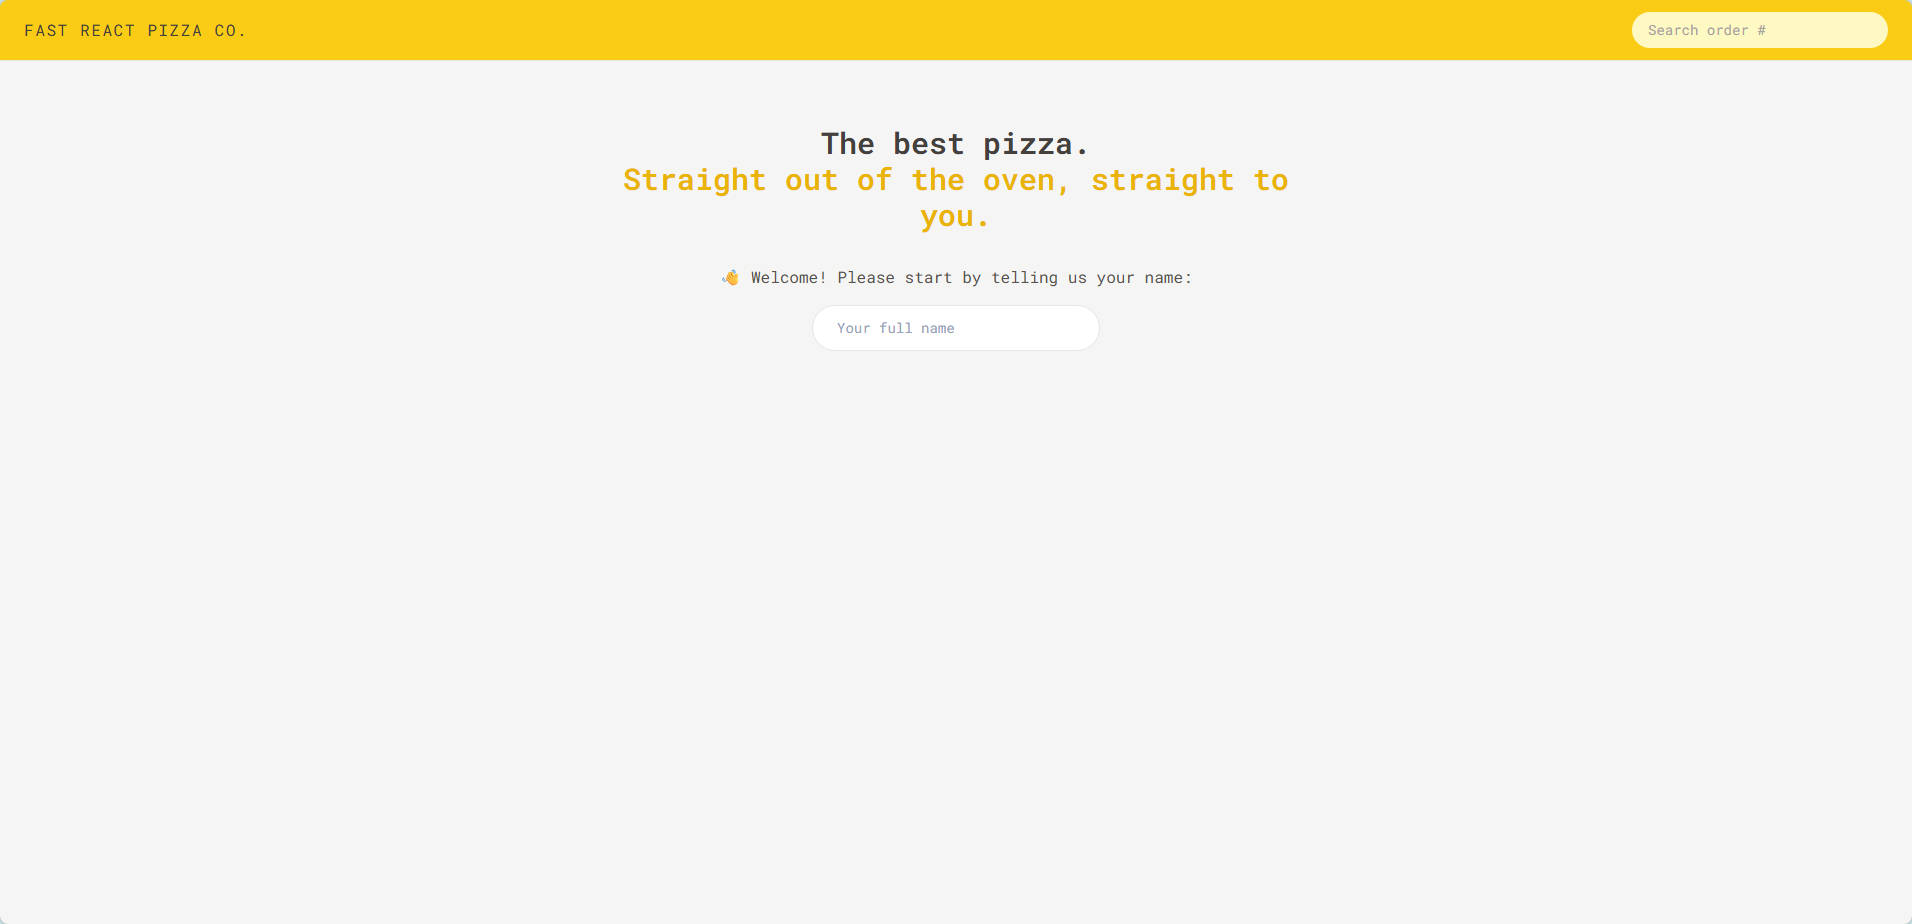 FAST REACT PIZZA CO.
Search order #
The best pizza.
Straight out of the oven, straight to
you.
👋 Welcome! Please start by telling us your name:
Your full name